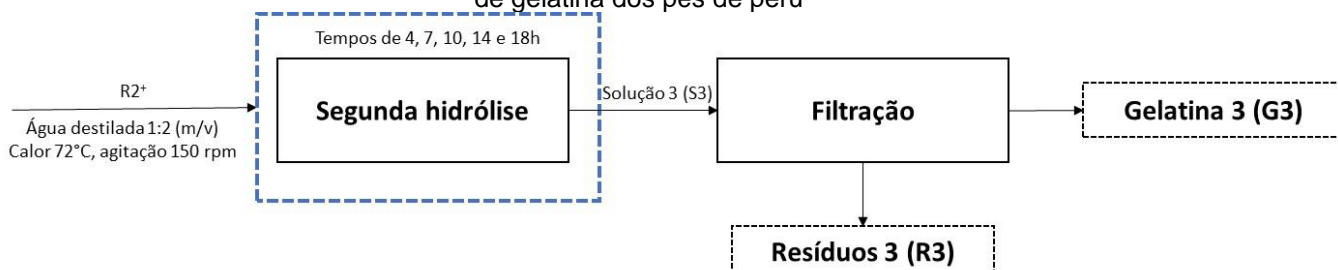 de gelatina dos pés de peru
Tempos de 4, 7, 10, 14 e 18h
R2⁺
Água destilada 1:2 (m/v)
Calor 72°C, agitação 150 rpm
Segunda hidrólise
Solução 3 (S3)
Filtração
Gelatina 3 (G3)
Resíduos 3 (R3)